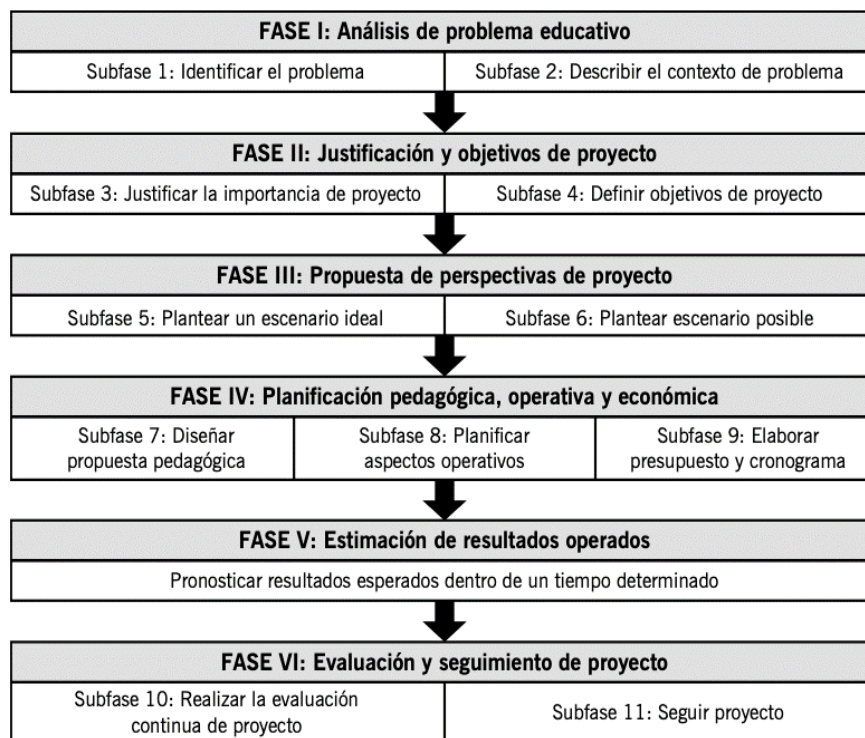 FASE I: Análisis de problema educativo
Subfase 1: Identificar el problema
Subfase 2: Describir el contexto de problema
FASE II: Justificación y objetivos de proyecto
Subfase 3: Justificar la importancia de proyecto
Subfase 4: Definir objetivos de proyecto
FASE III: Propuesta de perspectivas de proyecto
Subfase 5: Plantear un escenario ideal
Subfase 6: Plantear escenario posible
FASE IV: Planificación pedagógica, operativa y económica
Subfase 7: Diseñar
propuesta pedagógica
Subfase 8: Planificar
aspectos operativos
Subfase 9: Elaborar
presupuesto y cronograma
FASE V: Estimación de resultados operados
Pronosticar resultados esperados dentro de un tiempo determinado
FASE VI: Evaluación y seguimiento de proyecto
Subfase 10: Realizar la evaluación
continua de proyecto
Subfase 11: Seguir proyecto